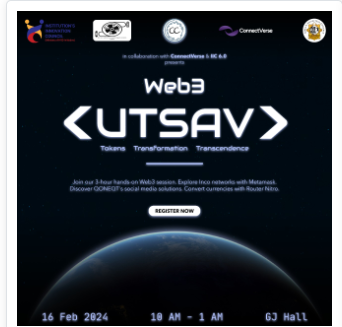 INSTITUTION'S
INNOVATION
COUNCIL
ConnectVerse
In collaboration with ConnectVerse & IIC 6.0
presents
Web3
<UTSAV>
Tokens Transformation Transcendence
Join our 3-hour hands-on Web3 session. Explore Inco networks with Metamask.
Discover QONEQT's social media solutions. Convert currencies with Router Nitro.
REGISTER NOW
16 Feb 2024 10 AM - 1 AM GJ Hall